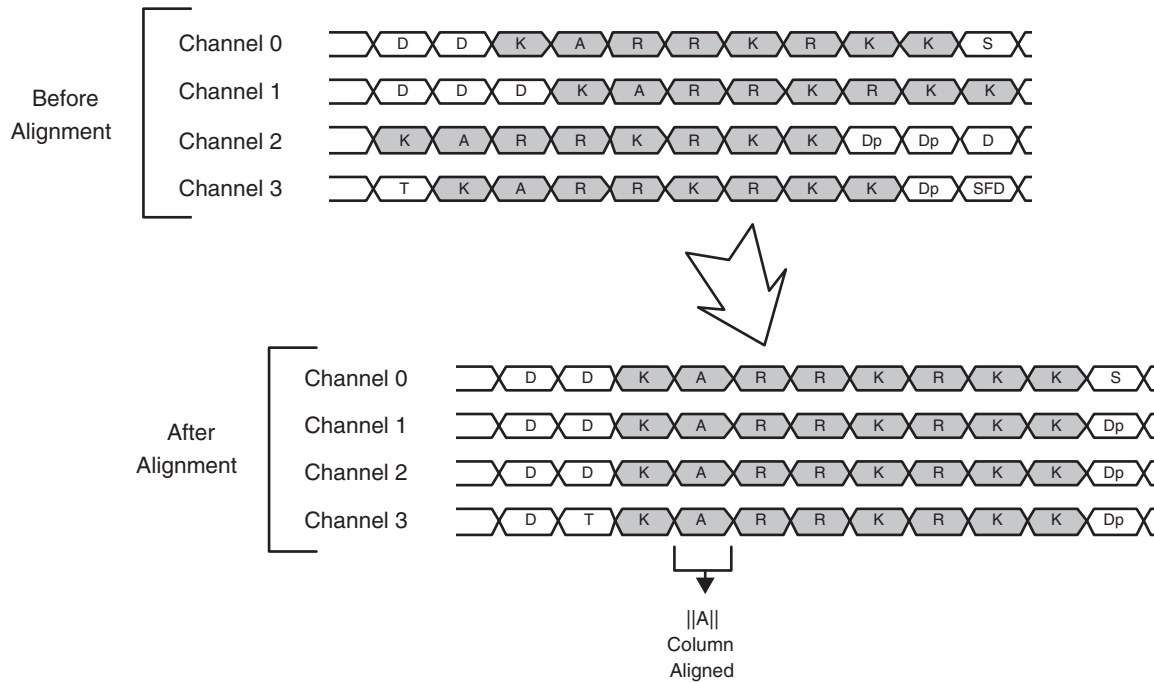 Before
Alignment
Channel 0 D D K A R R K R K K S
Channel 1 D D D K A R R K R K K
Channel 2 K A R R K R K K Dp Dp D
Channel 3 T K A R R K R K K Dp SFD
After
Alignment
Channel 0 D D K A R R K R K K S
Channel 1 D D K A R R K R K K Dp
Channel 2 D D K A R R K R K K Dp
Channel 3 D T K A R R K R K K Dp
||A||
Column
Aligned